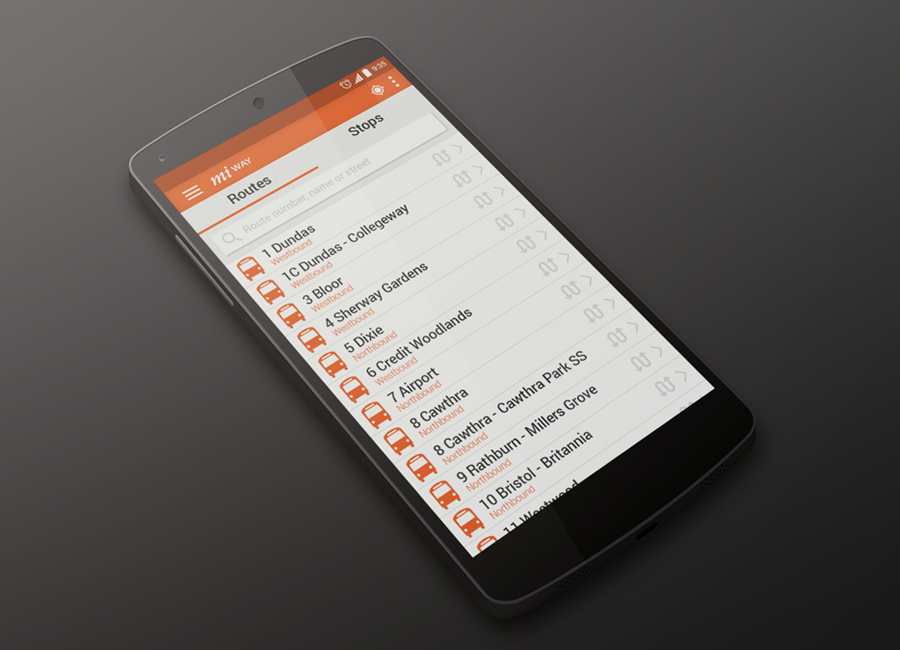 9:35
mi WAY
Routes
Stops
Route number, name or street
1 Dundas
Westbound
1C Dundas - Collegeway
Westbound
3 Bloor
Westbound
4 Sherway Gardens
Westbound
5 Dixie
Northbound
6 Credit Woodlands
Westbound
7 Airport
Northbound
8 Cawthra
Northbound
8 Cawthra - Cawthra Park SS
Northbound
9 Rathburn - Millers Grove
Northbound
10 Bristol - Britannia
Northbound
11 Westwood